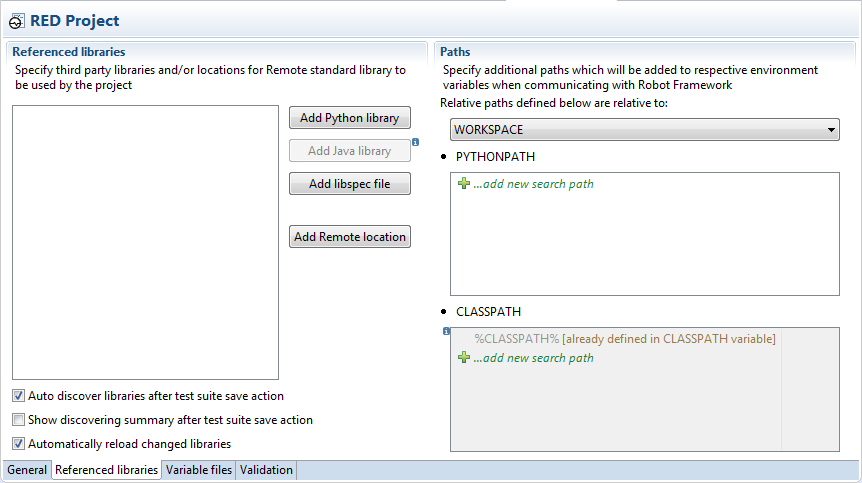 RED Project
Referenced libraries
Specify third party libraries and/or locations for Remote standard library to
be used by the project
Add Python library
Add Java library
Add libspec file
Add Remote location
Auto discover libraries after test suite save action
Show discovering summary after test suite save action
Automatically reload changed libraries
Paths
Specify additional paths which will be added to respective environment
variables when communicating with Robot Framework
Relative paths defined below are relative to:
WORKSPACE
PYTHONPATH
...add new search path
CLASSPATH
%CLASSPATH% [already defined in CLASSPATH variable]
...add new search path
General Referenced libraries Variable files Validation